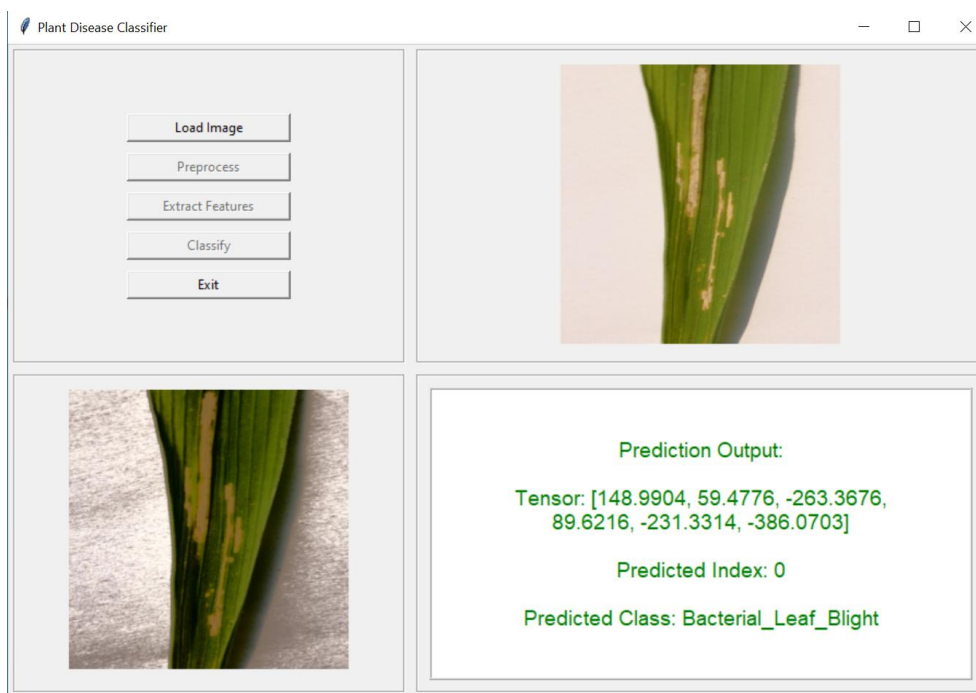 Plant Disease Classifier
Load Image
Preprocess
Extract Features
Classify
Exit
Prediction Output:
Tensor: [148.9904, 59.4776, -263.3676,
89.6216, -231.3314, -386.0703]
Predicted Index: 0
Predicted Class: Bacterial_Leaf_Blight